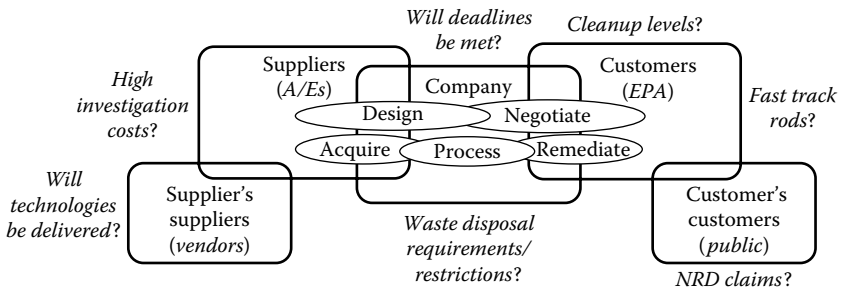 Will deadlines
be met?
Cleanup levels?
High
investigation
costs?
Suppliers
(A/Es)
Company
Customers
(EPA)
Fast track
rods?
Design
Negotiate
Acquire
Process
Remediate
Will
technologies
be delivered?
Supplier's
suppliers
(vendors)
Waste disposal
requirements/
restrictions?
Customer's
customers
(public)
NRD claims?